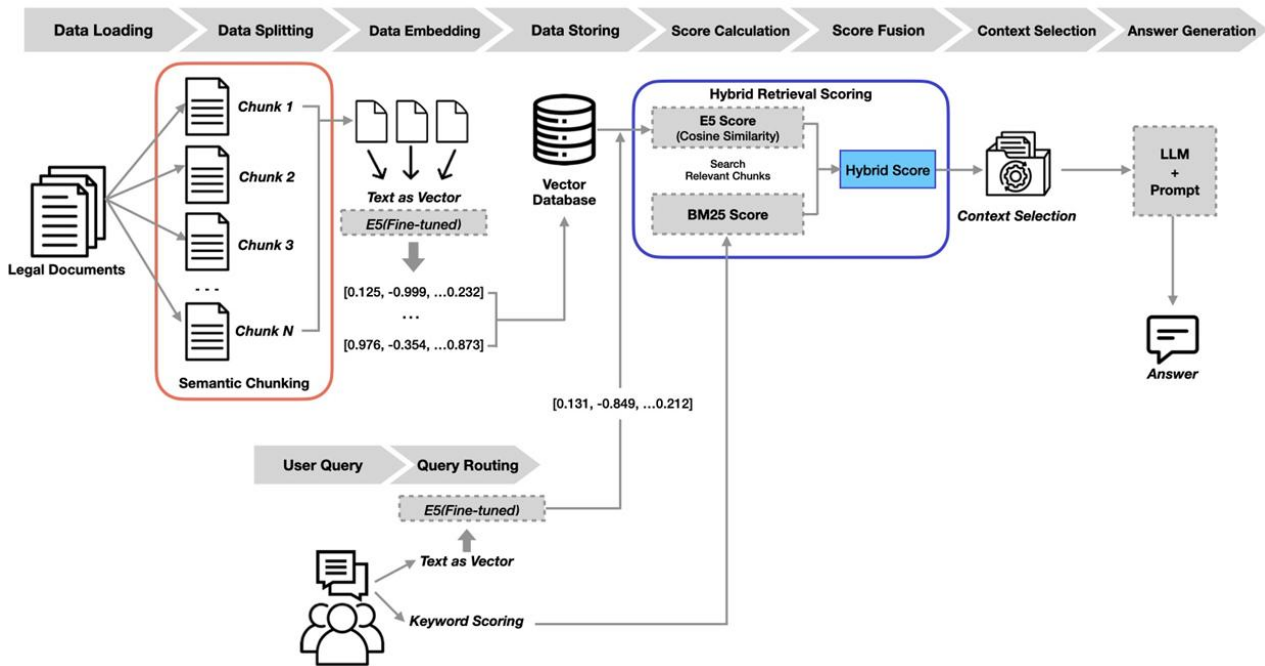 Data Loading
Data Splitting
Data Embedding
Data Storing
Score Calculation
Score Fusion
Context Selection
Answer Generation
Legal Documents
Chunk 1
Chunk 2
Chunk 3
...
Chunk N
Semantic Chunking
Text as Vector
E5(Fine-tuned)
[0.125, -0.999, ...0.232]
...
[0.976, -0.354, ...0.873]
Vector
Database
Hybrid Retrieval Scoring
E5 Score
(Cosine Similarity)
Search
Relevant Chunks
BM25 Score
Hybrid Score
Context Selection
LLM
+
Prompt
Answer
[0.131, -0.849, ...0.212]
User Query
Query Routing
E5(Fine-tuned)
Text as Vector
Keyword Scoring